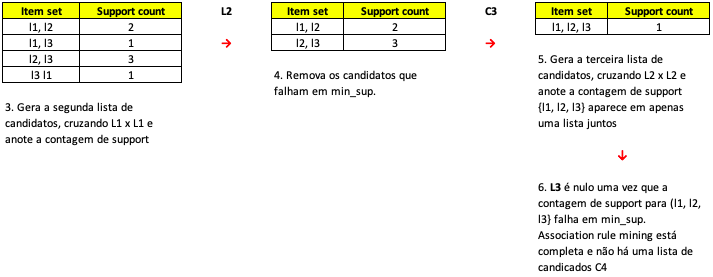 Item set Support count
I1, I2 2
I1, I3 1
I2, I3 3
I3 I1 1
3. Gera a segunda lista de
candidatos, cruzando L1 x L1 e
anote a contagem de support
L2
Item set Support count
I1, I2 2
I2, I3 3
4. Remova os candidatos que
falham em min_sup.
C3
Item set Support count
I1, I2, I3 1
5. Gera a terceira lista de
candidatos, cruzando L2 x L2 e
anote a contagem de support
{I1, I2, I3} aparece em apenas
uma lista juntos
6. L3 é nulo uma vez que a
contagem de support para (I1, I2,
I3} falha em min_sup.
Association rule mining está
completa e não há uma lista de
candicados C4